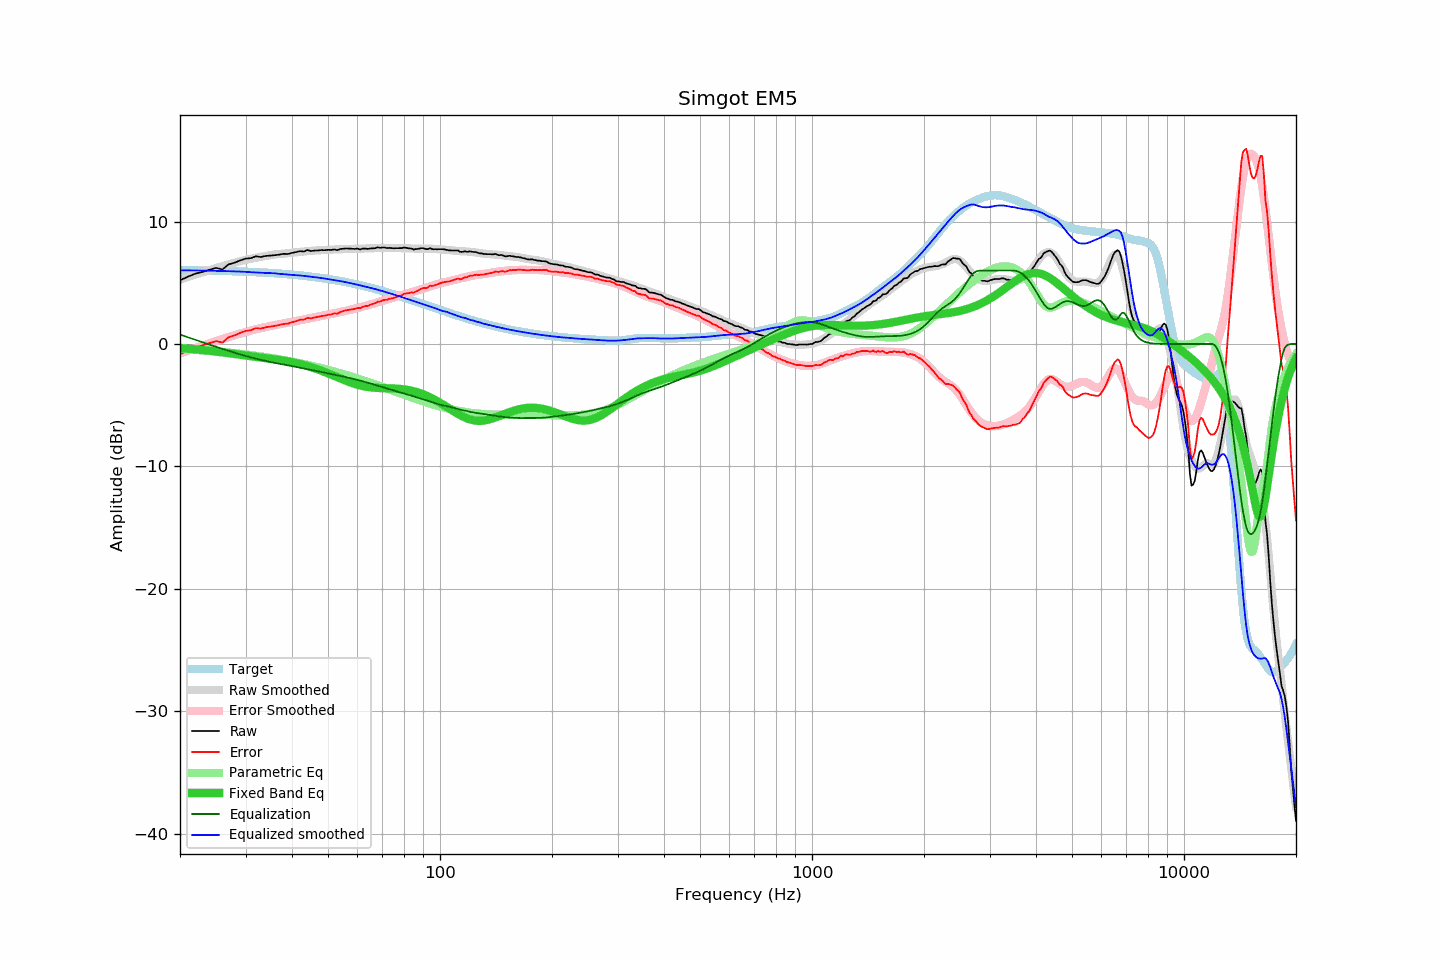 Simgot EM5
10
0
−10
−20
−30
−40
Amplitude (dBr)
Target
Raw Smoothed
Error Smoothed
Raw
Error
Parametric Eq
Fixed Band Eq
Equalization
Equalized smoothed
100
1000
10000
Frequency (Hz)